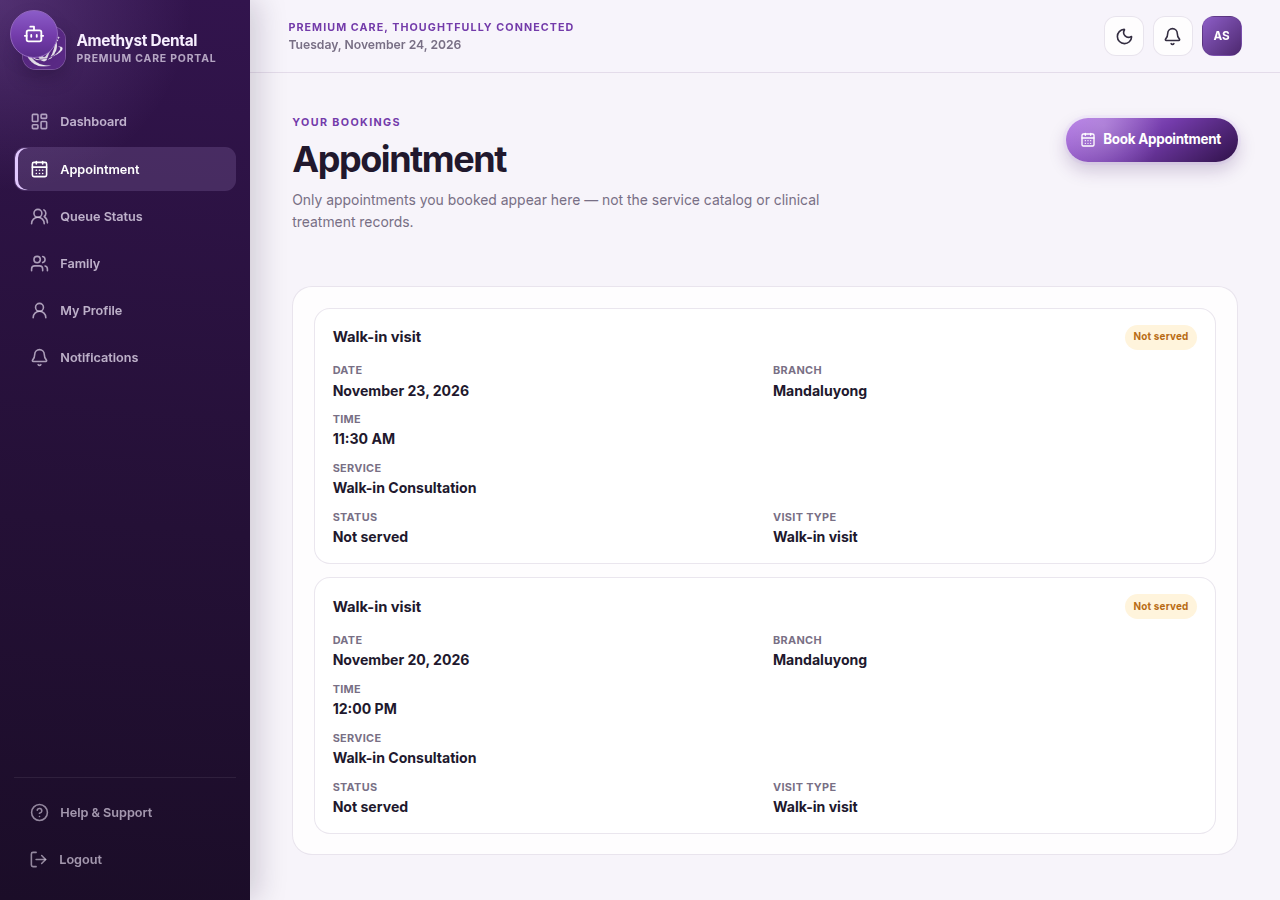 Amethyst Dental
PREMIUM CARE PORTAL
Dashboard
Appointment
Queue Status
Family
My Profile
Notifications
Help & Support
Logout
PREMIUM CARE, THOUGHTFULLY CONNECTED
Tuesday, November 24, 2026
AS
YOUR BOOKINGS
Appointment
Only appointments you booked appear here — not the service catalog or clinical
treatment records.
Book Appointment
Walk-in visit
Not served
DATE
November 23, 2026
BRANCH
Mandaluyong
TIME
11:30 AM
SERVICE
Walk-in Consultation
STATUS
Not served
VISIT TYPE
Walk-in visit
Walk-in visit
Not served
DATE
November 20, 2026
BRANCH
Mandaluyong
TIME
12:00 PM
SERVICE
Walk-in Consultation
STATUS
Not served
VISIT TYPE
Walk-in visit